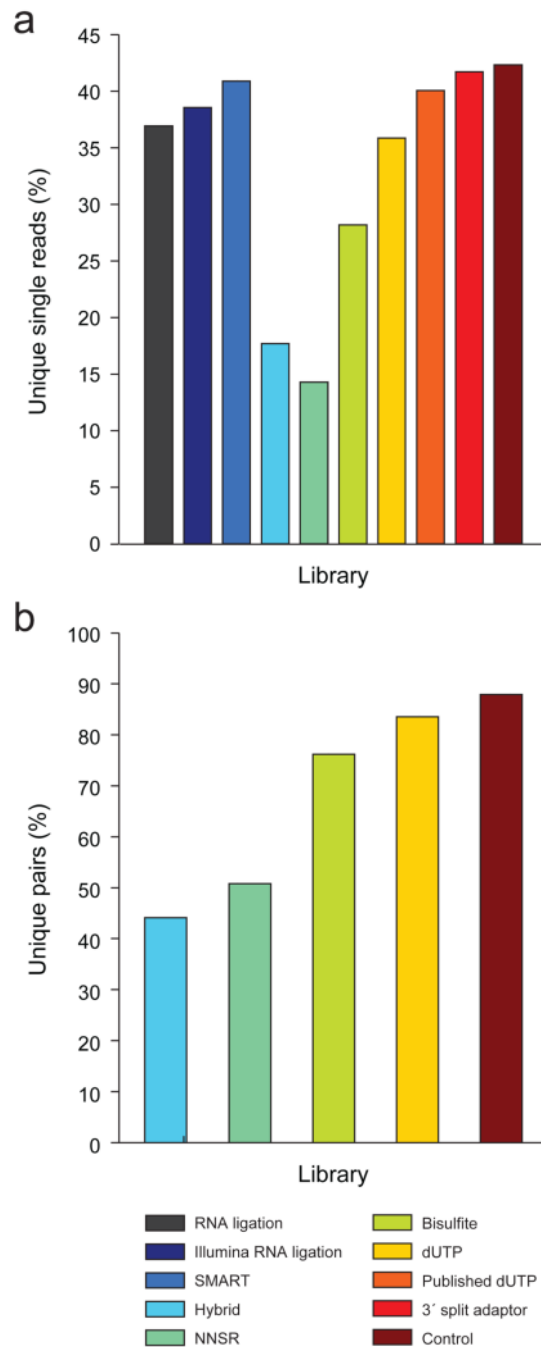 a
Unique single reads (%)
45
40
35
30
25
20
15
10
5
0
Library
b
Unique pairs (%)
100
90
80
70
60
50
40
30
20
10
0
Library
RNA ligation
Illumina RNA ligation
SMART
Hybrid
NNSR
Bisulfite
dUTP
Published dUTP
3´ split adaptor
Control